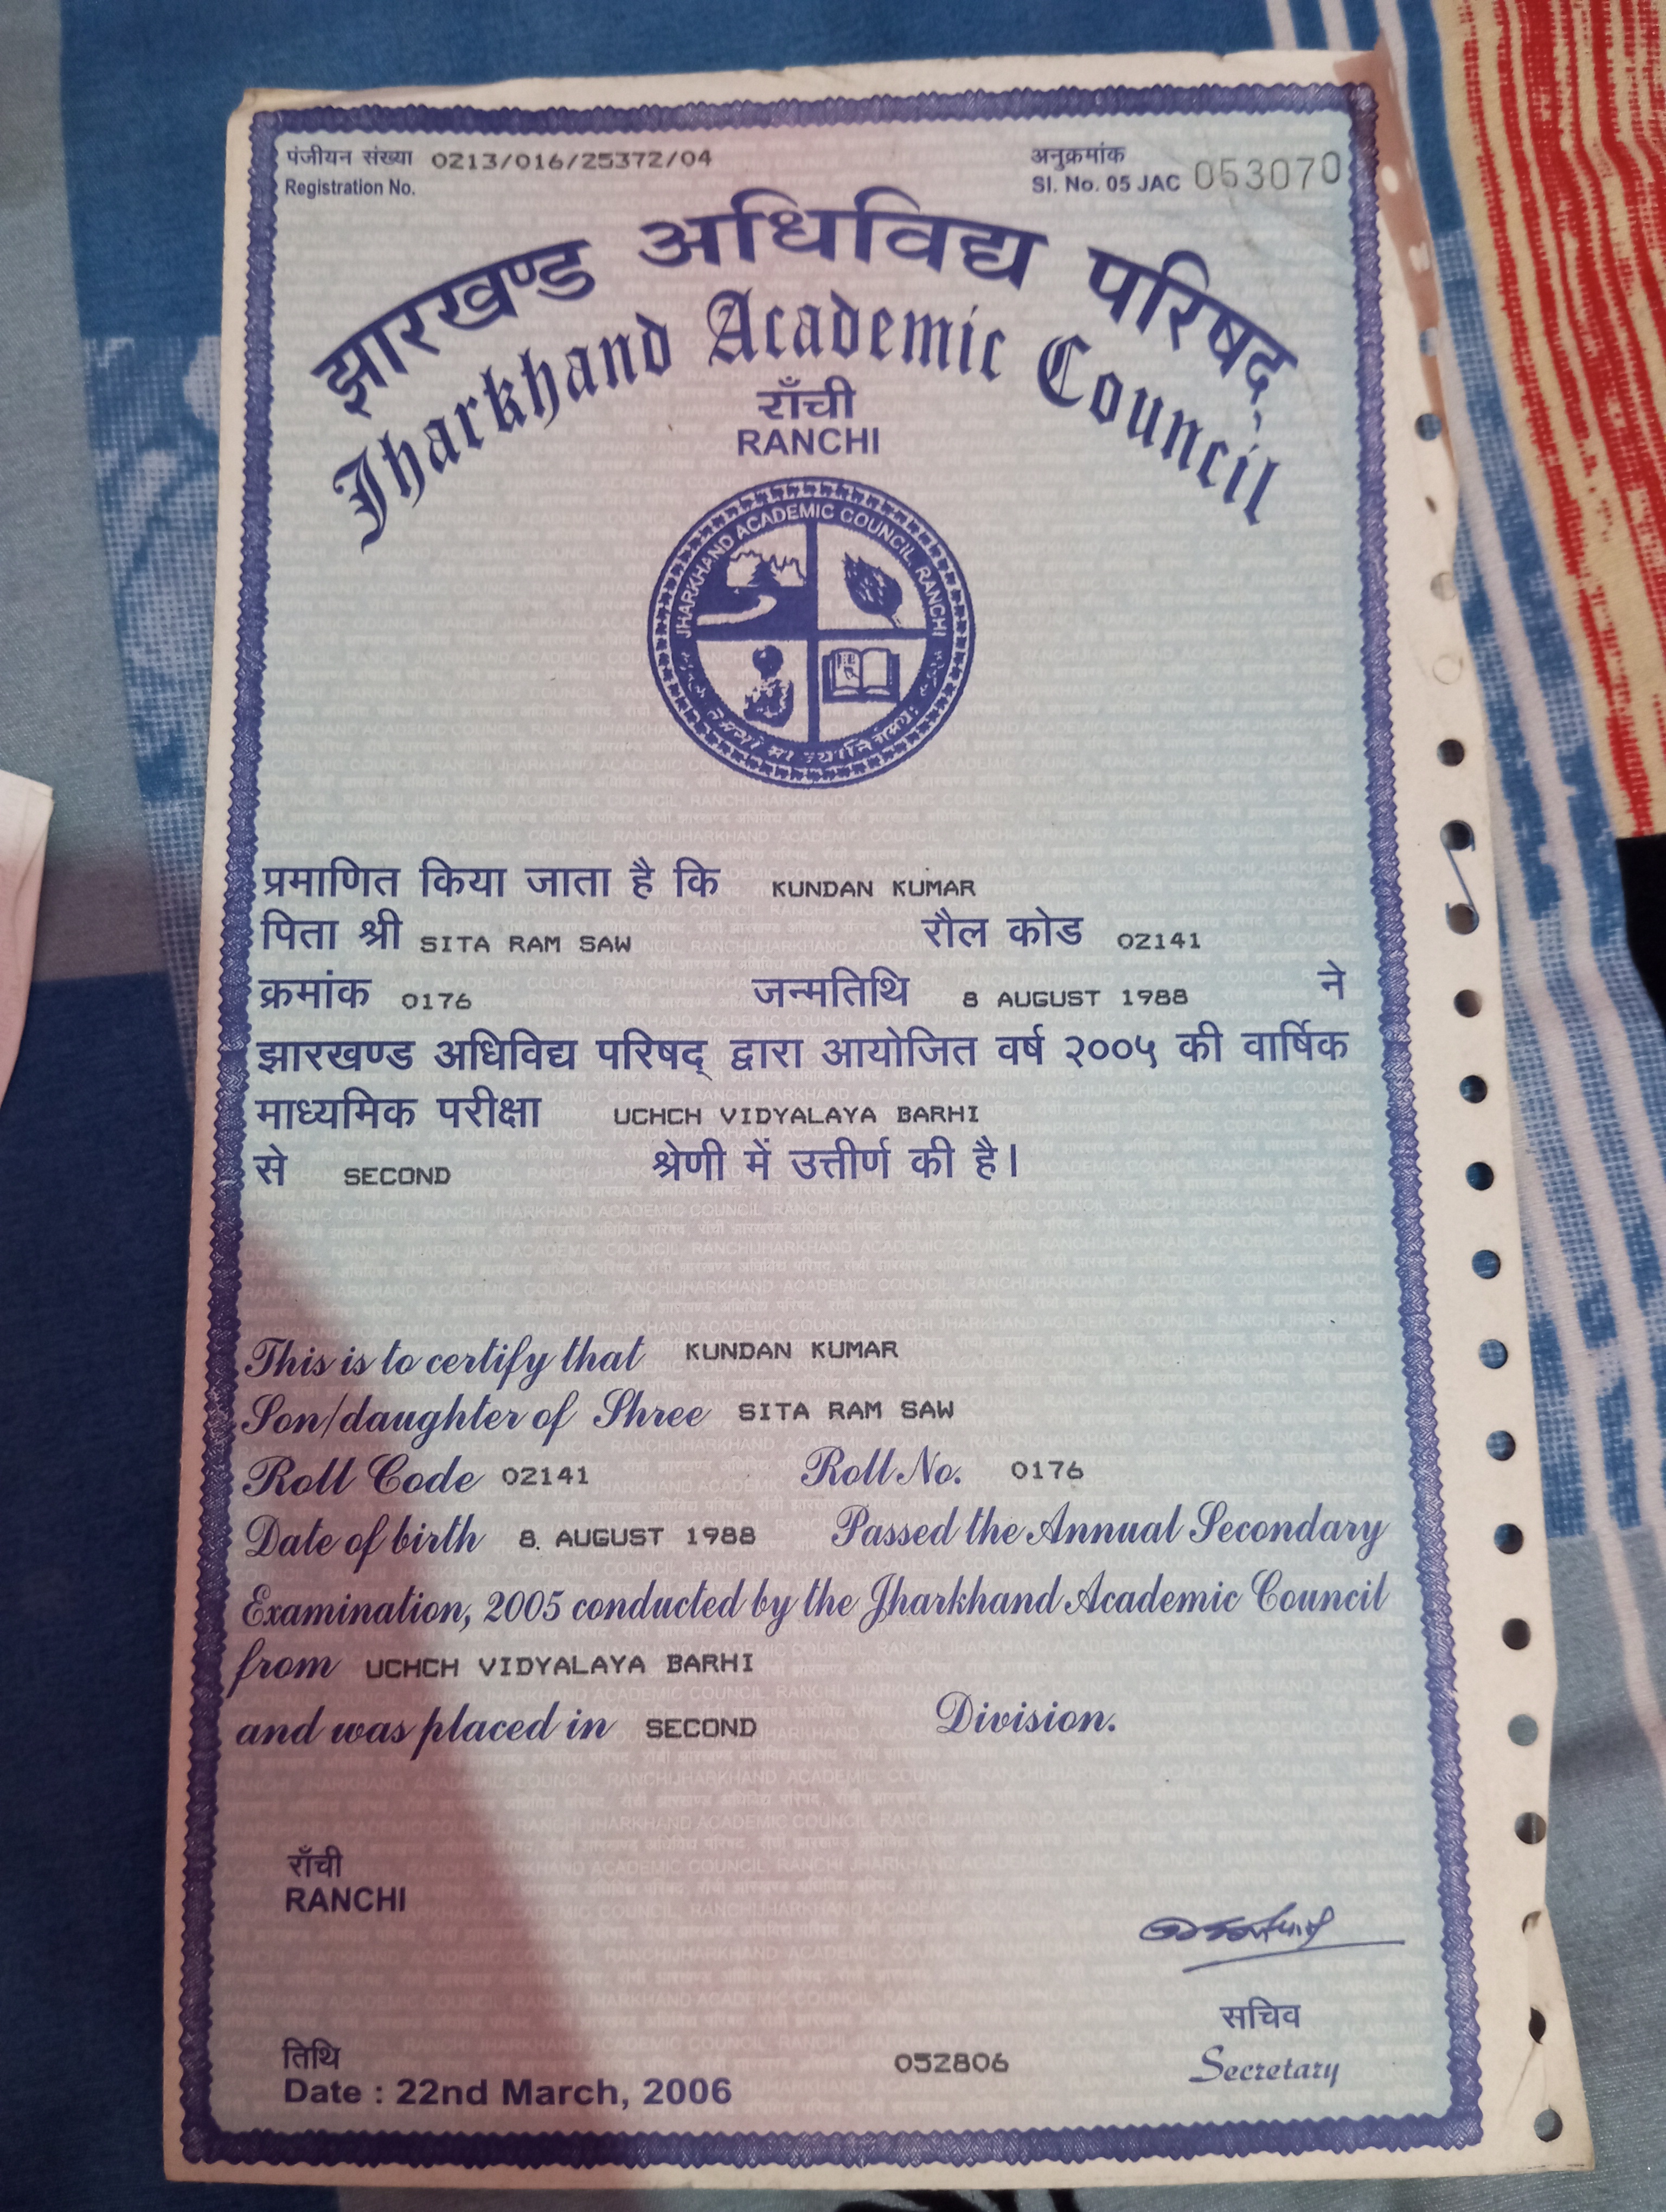 पंजीयन संख्या 0213/016/25372/04
Registration No.
अनुक्रमांक
Sl. No. 05 JAC 053070
झारखण्ड अधिविद्य परिषद्
Jharkhand Academic Council
राँची
RANCHI
JHARKHAND ACADEMIC COUNCIL RANCHI
प्रमाणित किया जाता है कि KUNDAN KUMAR
पिता श्री SITA RAM SAW रौल कोड 02141
क्रमांक 0176 जन्मतिथि 8 AUGUST 1988 ने
झारखण्ड अधिविद्य परिषद् द्वारा आयोजित वर्ष २००५ की वार्षिक
माध्यमिक परीक्षा UCHCH VIDYALAYA BARHI
से SECOND श्रेणी में उत्तीर्ण की है।
This is to certify that KUNDAN KUMAR
Son/daughter of Shree SITA RAM SAW
Roll Code 02141 Roll No. 0176
Date of birth 8 AUGUST 1988 Passed the Annual Secondary
Examination, 2005 conducted by the Jharkhand Academic Council
from UCHCH VIDYALAYA BARHI
and was placed in SECOND Division.
राँची
RANCHI
सचिव
Secretary
तिथि
Date : 22nd March, 2006
052806